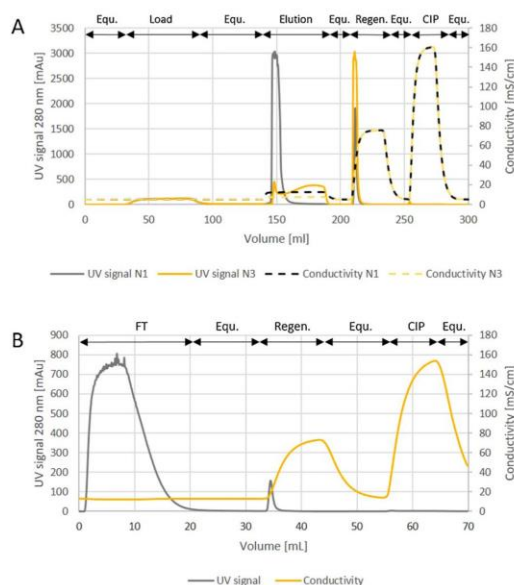 A
Equ. Load Equ. Elution Equ. Regen. Equ. CIP Equ.
3500 180
3000 160
140
2500
120
2000 100
1500 80
60
1000
40
500 20
0 0
0 50 100 150 200 250 300
UV signal 280 nm [mAu]
Conductivity [mS/cm]
Volume [ml]
UV signal N1 UV signal N3 Conductivity N1 Conductivity N3
B
FT Equ. Regen. Equ. CIP Equ.
900 180
800 160
700 140
600 120
500 100
400 80
300 60
200 40
100 20
0 0
0 10 20 30 40 50 60 70
UV signal 280 nm [mAu]
Conductivity [mS/cm]
Volume [mL]
UV signal Conductivity